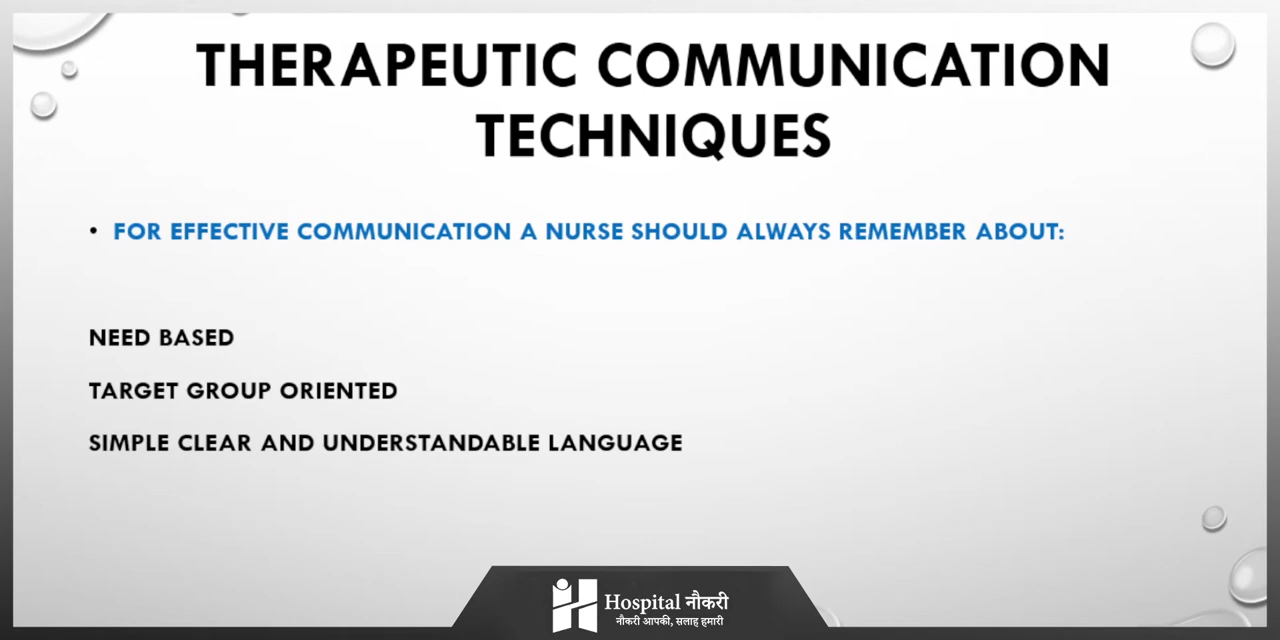 THERAPEUTIC COMMUNICATION
TECHNIQUES
• FOR EFFECTIVE COMMUNICATION A NURSE SHOULD ALWAYS REMEMBER ABOUT:
NEED BASED
TARGET GROUP ORIENTED
SIMPLE CLEAR AND UNDERSTANDABLE LANGUAGE
Hospital नौकरी
नौकरी आपकी, सलाह हमारी